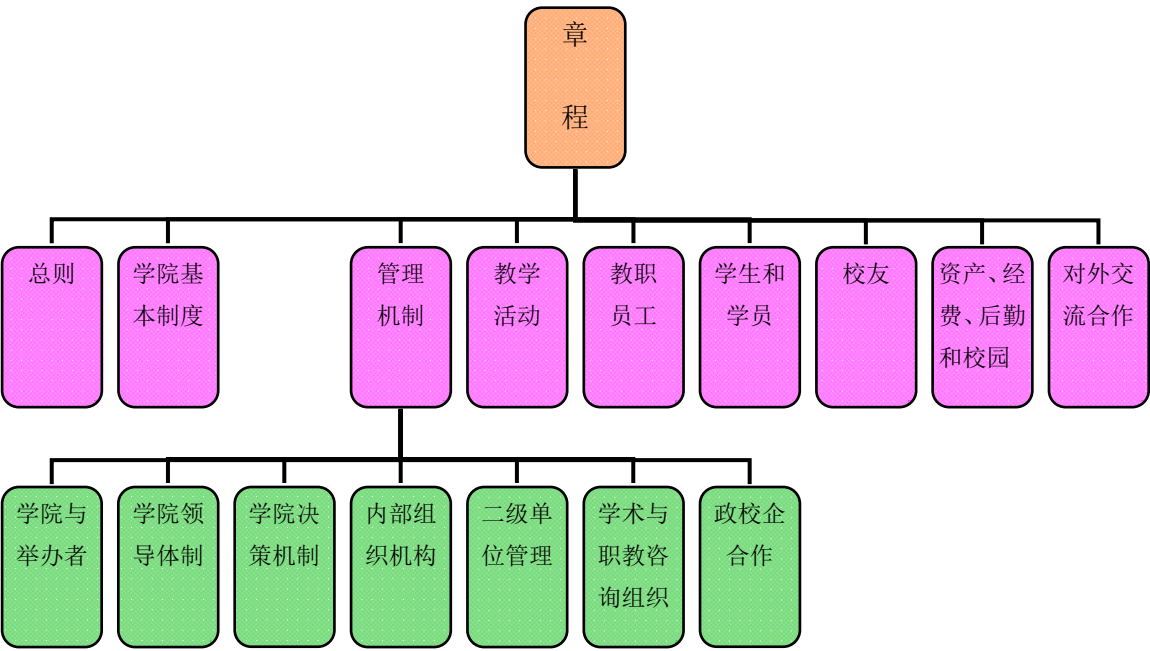 章
程
总则
学院基
本制度
管理
机制
教学
活动
教职
员工
学生和
学员
校友
资产、经
费、后勤
和校园
对外交
流合作
学院与
举办者
学院领
导体制
学院决
策机制
内部组
织机构
二级单
位管理
学术与
职教咨
询组织
政校企
合作